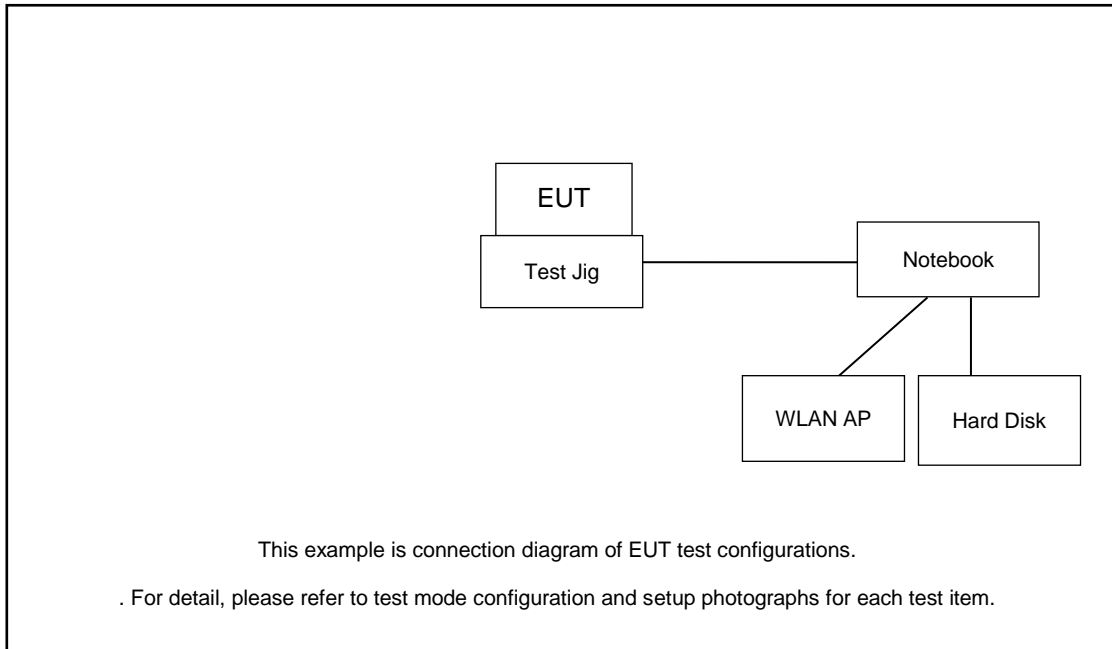 EUT
Test Jig
Notebook
WLAN AP
Hard Disk
This example is connection diagram of EUT test configurations.
. For detail, please refer to test mode configuration and setup photographs for each test item.